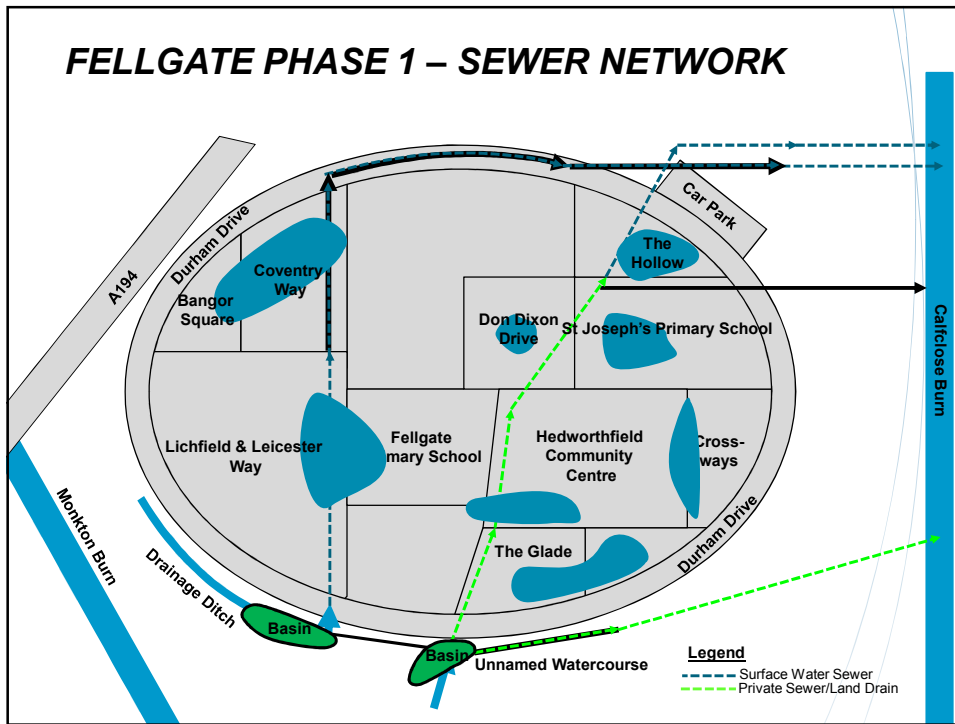 FELLGATE PHASE 1 – SEWER NETWORK
A194
Durham Drive
Car Park
The
Hollow
Coventry
Way
Bangor
Square
Don Dixon
Drive
St Joseph's Primary School
Calfclose Burn
Lichfield & Leicester
Way
Fellgate
mary School
Hedworthfield
Community
Centre
Cross-
ways
Monkton Burn
Drainage Ditch
The Glade
Durham Drive
Basin
Basin
Unnamed Watercourse
Legend
Surface Water Sewer
Private Sewer/Land Drain